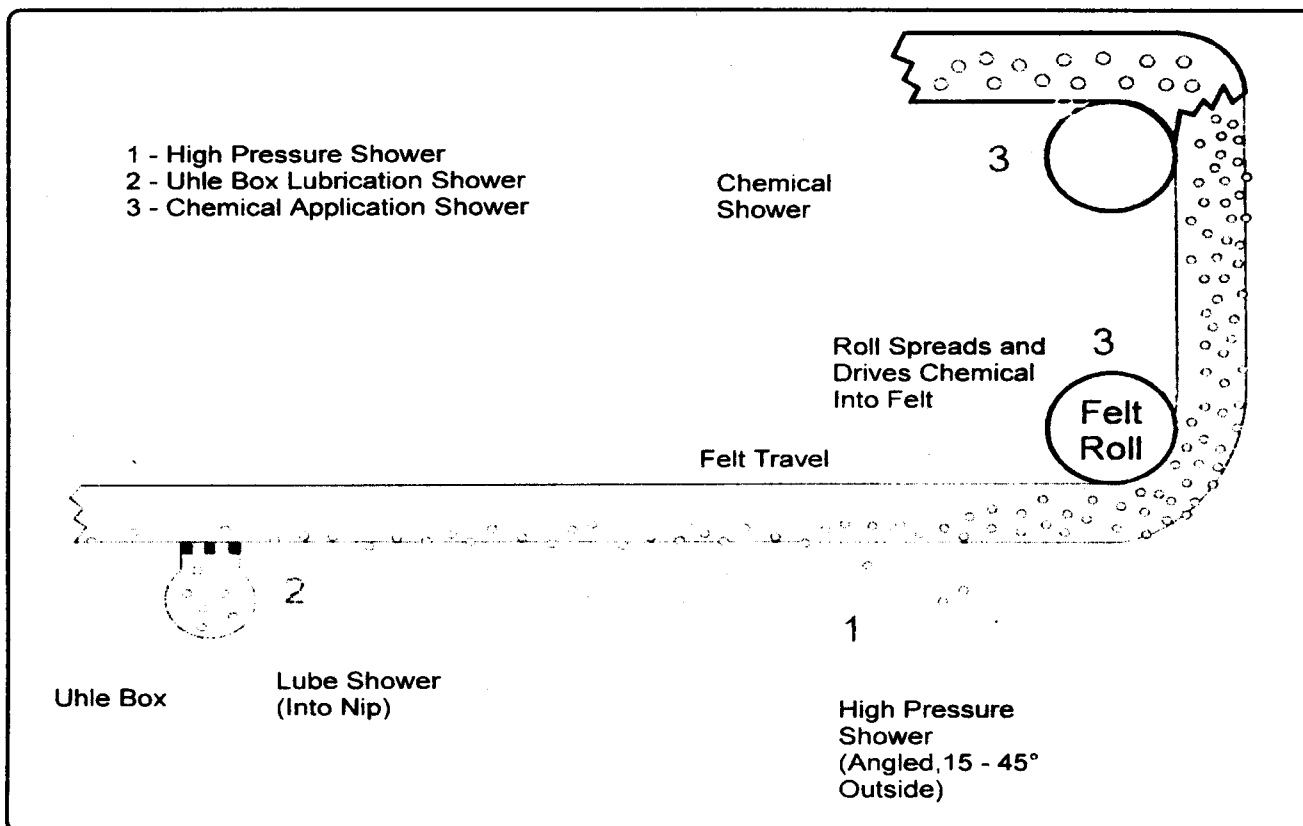 1 - High Pressure Shower
2 - Uhle Box Lubrication Shower
3 - Chemical Application Shower
Chemical
Shower
3
Roll Spreads and
Drives Chemical
Into Felt
3
Felt
Roll
Felt Travel
2
1
Uhle Box
Lube Shower
(Into Nip)
High Pressure
Shower
(Angled,15 - 45°
Outside)